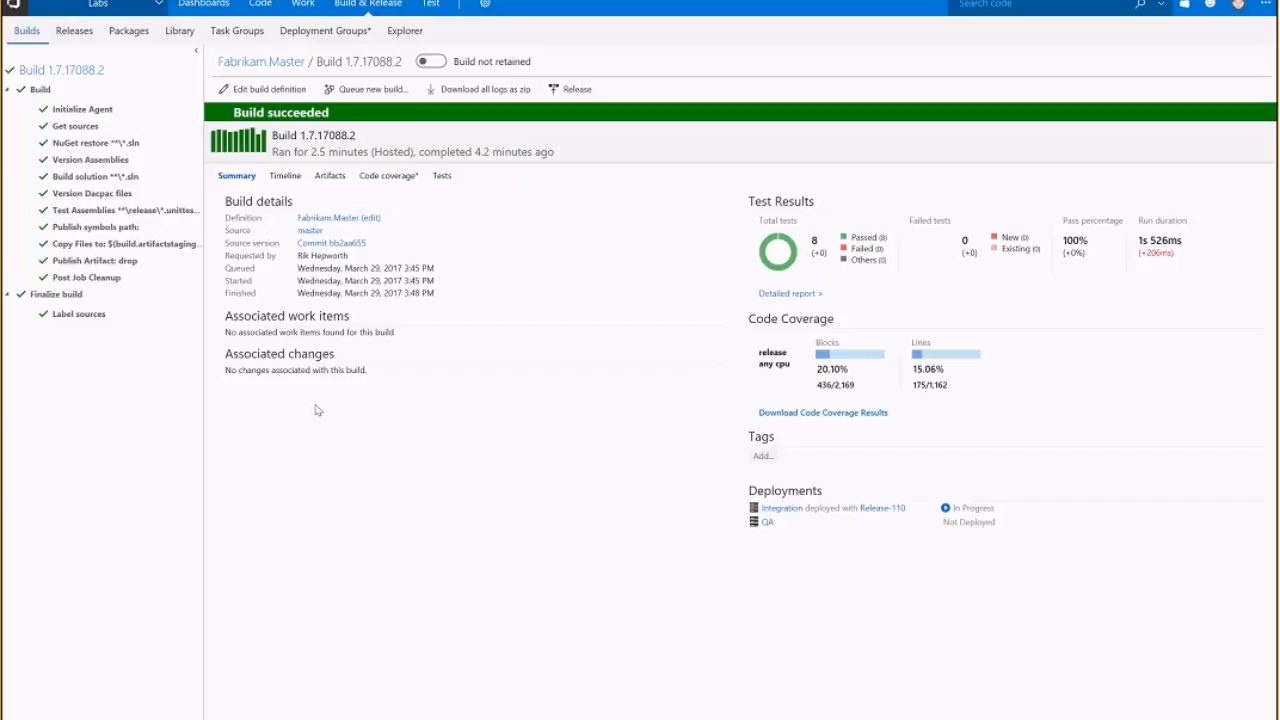 Labs Dashboards Code Work Build & Release Test Search code
Builds Releases Packages Library Task Groups Deployment Groups* Explorer
Build 1.7.17088.2
Build
Initialize Agent
Get sources
NuGet restore **\*.sln
Version Assemblies
Build solution **\*.sln
Version Dacpac files
Test Assemblies **\release\*.unittes...
Publish symbols path:
Copy Files to: $(build.artifactstaging...
Publish Artifact: drop
Post Job Cleanup
Finalize build
Label sources
Fabrikam.Master / Build 1.7.17088.2 Build not retained
Edit build definition Queue new build... Download all logs as zip Release
Build succeeded
Build 1.7.17088.2
Ran for 2.5 minutes (Hosted), completed 4.2 minutes ago
Summary Timeline Artifacts Code coverage* Tests
Build details
Definition Fabrikam.Master (edit)
Source master
Source version Commit bb2aa655
Requested by Rik Hepworth
Queued Wednesday, March 29, 2017 3:45 PM
Started Wednesday, March 29, 2017 3:45 PM
Finished Wednesday, March 29, 2017 3:48 PM
Associated work items
No associated work items found for this build
Associated changes
No changes associated with this build.
Test Results
Total tests Failed tests Pass percentage Run duration
8 Passed (8) 0 New (0) 100% 1s 526ms
(+0) Failed (0) (+0) Existing (0) (+0%) (+206ms)
Others (0)
Detailed report >
Code Coverage
Blocks Lines
release
any cpu
20.10% 15.06%
436/2,169 175/1,162
Download Code Coverage Results
Tags
Add...
Deployments
Integration deployed with Release-110 In Progress
QA Not Deployed